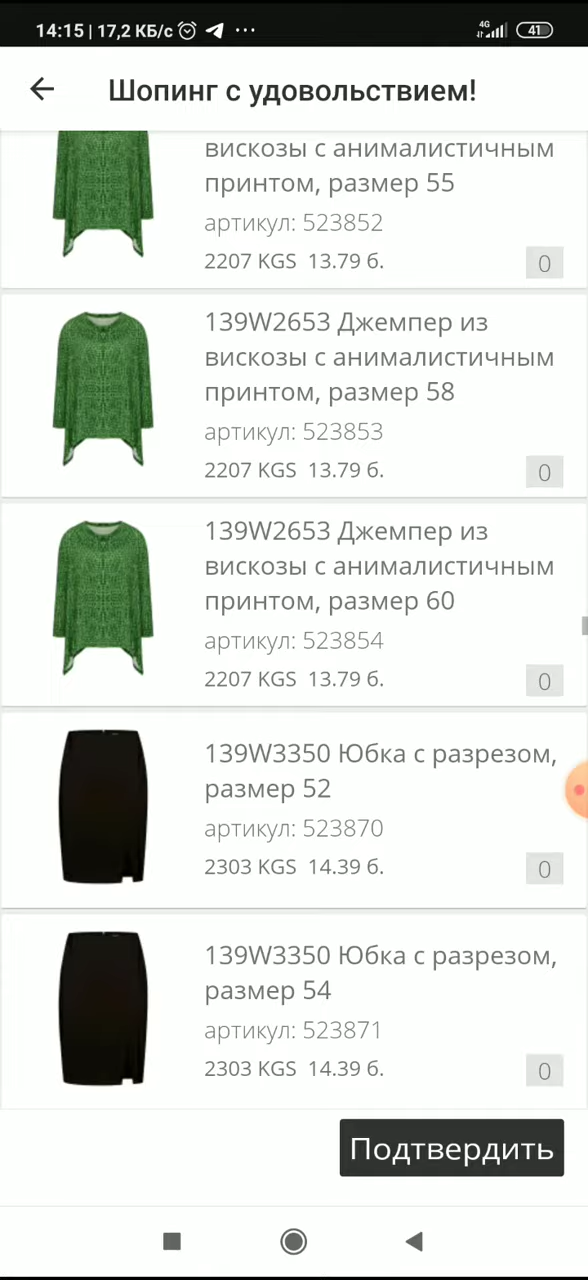 14:15 | 17,2 КБ/с ...
4G
41
Шопинг с удовольствием!
вискозы с анималистичным
принтом, размер 55
артикул: 523852
2207 KGS 13.79 б.
0
139W2653 Джемпер из
вискозы с анималистичным
принтом, размер 58
артикул: 523853
2207 KGS 13.79 б.
0
139W2653 Джемпер из
вискозы с анималистичным
принтом, размер 60
артикул: 523854
2207 KGS 13.79 б.
0
139W3350 Юбка с разрезом,
размер 52
артикул: 523870
2303 KGS 14.39 б.
0
139W3350 Юбка с разрезом,
размер 54
артикул: 523871
2303 KGS 14.39 б.
0
Подтвердить